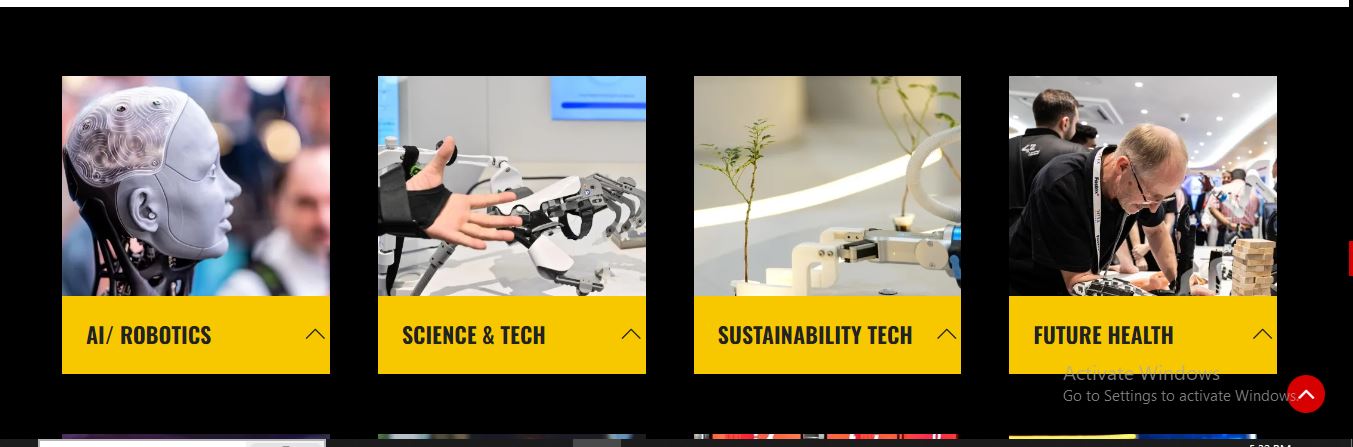 AI/ ROBOTICS
SCIENCE & TECH
SUSTAINABILITY TECH
FUTURE HEALTH
Activate Windows
Go to Settings to activate Windows.